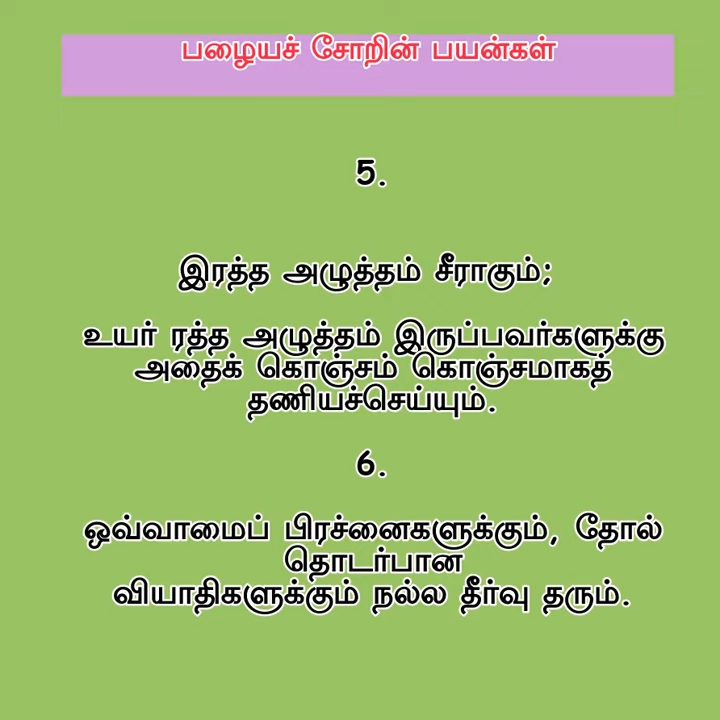 பழையச் சோறின் பயன்கள்
5.
இரத்த அழுத்தம் சீராகும்;
உயர் ரத்த அழுத்தம் இருப்பவர்களுக்கு
அதைக் கொஞ்சம் கொஞ்சமாகத்
தணியச்செய்யும்.
6.
ஒவ்வாமைப் பிரச்னைகளுக்கும், தோல்
தொடர்பான
வியாதிகளுக்கும் நல்ல தீர்வு தரும்.